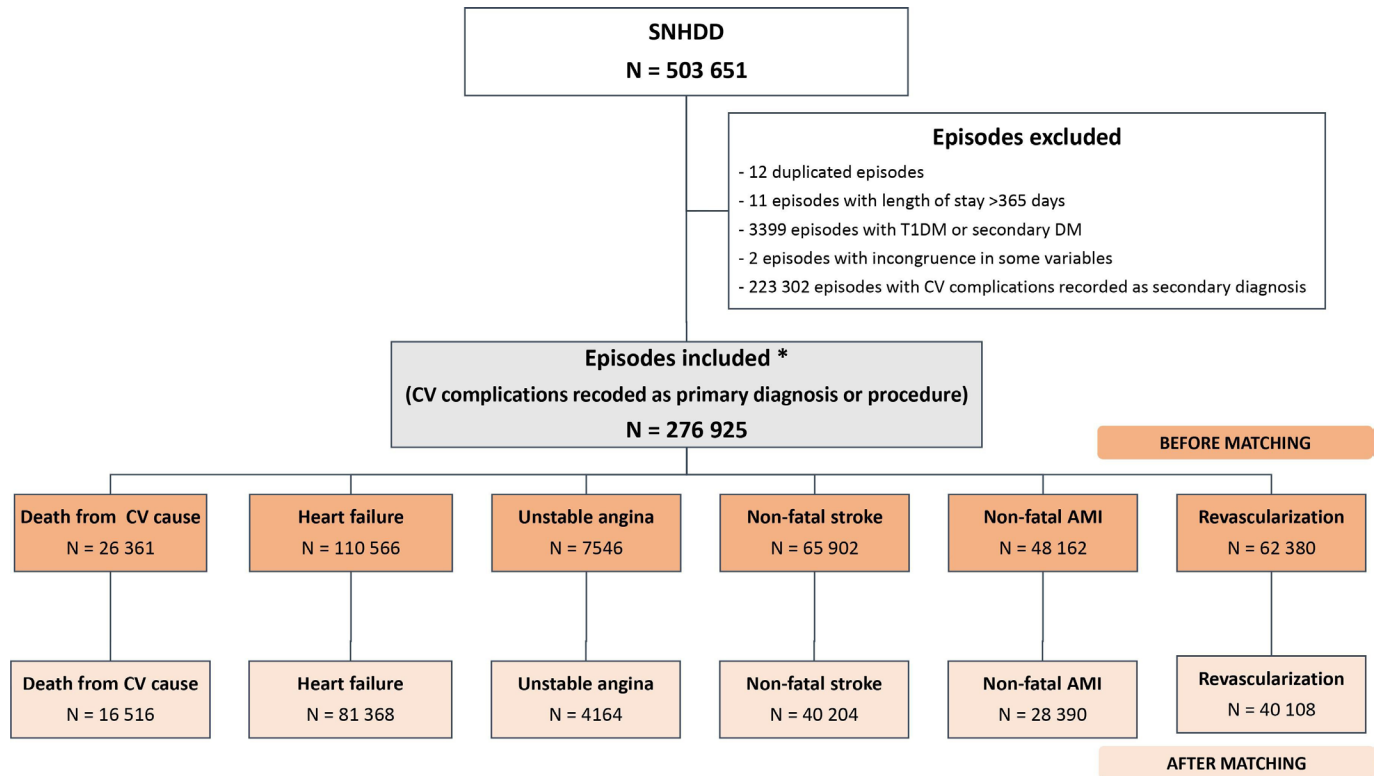 SNHDD
N = 503 651
Episodes excluded
- 12 duplicated episodes
- 11 episodes with length of stay >365 days
- 3399 episodes with T1DM or secondary DM
- 2 episodes with incongruence in some variables
- 223 302 episodes with CV complications recorded as secondary diagnosis
Episodes included *
(CV complications recoded as primary diagnosis or procedure)
N = 276 925
BEFORE MATCHING
Death from CV cause
N = 26 361
Heart failure
N = 110 566
Unstable angina
N = 7546
Non-fatal stroke
N = 65 902
Non-fatal AMI
N = 48 162
Revascularization
N = 62 380
Death from CV cause
N = 16 516
Heart failure
N = 81 368
Unstable angina
N = 4164
Non-fatal stroke
N = 40 204
Non-fatal AMI
N = 28 390
Revascularization
N = 40 108
AFTER MATCHING